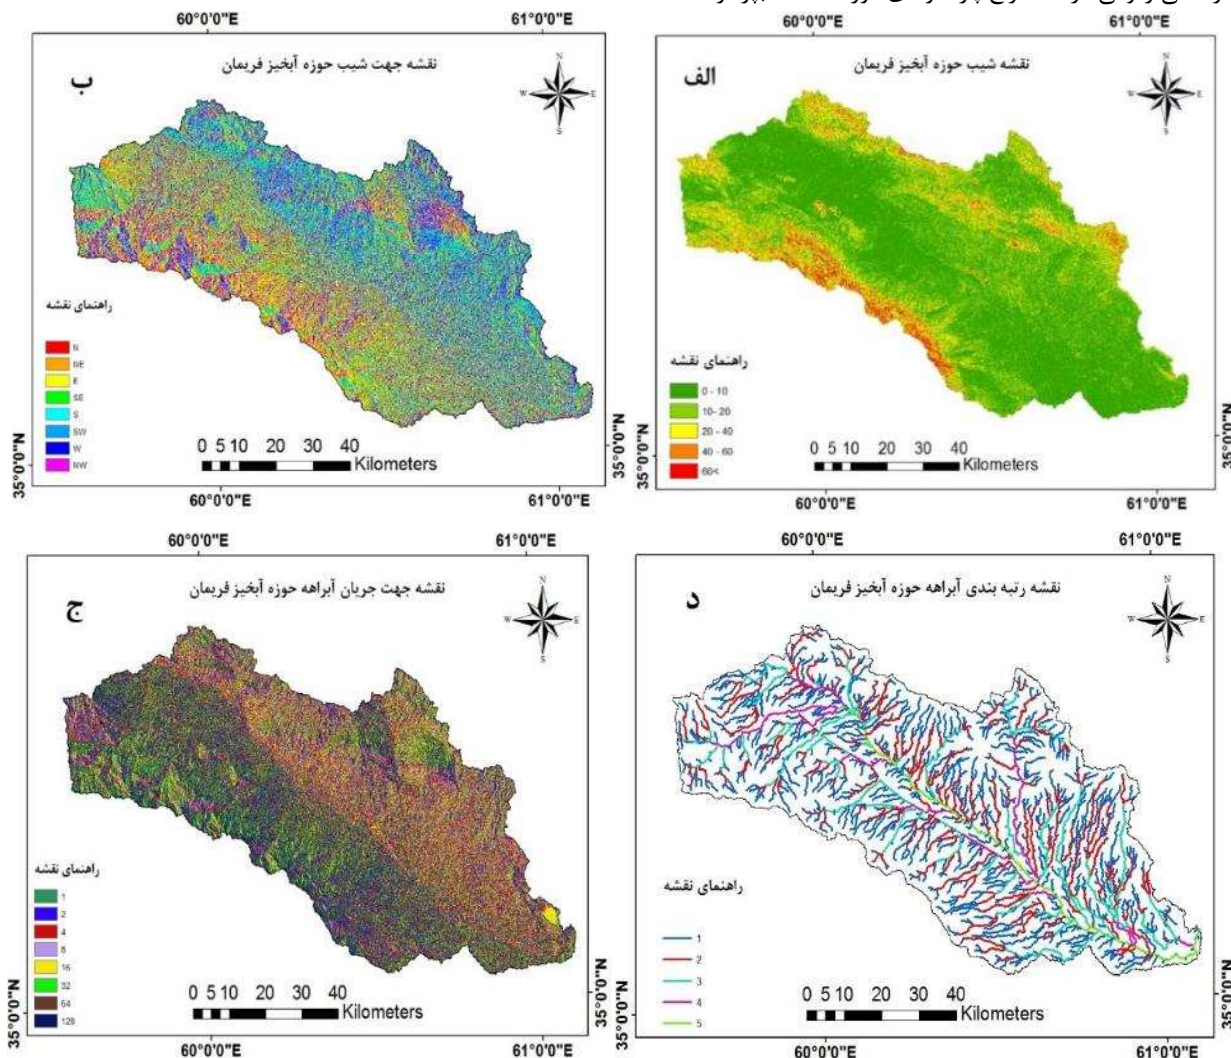 60°0'0"E
61°0'0"E
60°0'0"E
61°0'0"E
الف
نقشه شیب حوزه آبخیز فریمان
N
W
E
S
راهنمای نقشه
0 - 10
10- 20
20 - 40
40 - 60
60<
0 5 10 20 30 40
Kilometers
35°0'0"N
60°0'0"E
61°0'0"E
ب
نقشه جهت شیب حوزه آبخیز فریمان
N
W
E
S
راهنمای نقشه
N
NE
E
SE
S
SW
W
NW
0 5 10 20 30 40
Kilometers
35°0'0"N
35°0'0"N
60°0'0"E
61°0'0"E
60°0'0"E
61°0'0"E
ج
نقشه جهت جریان آبراهه حوزه آبخیز فریمان
N
W
E
S
راهنمای نقشه
1
2
4
8
16
32
64
128
0 5 10 20 30 40
Kilometers
35°0'0"N
35°0'0"N
60°0'0"E
61°0'0"E
60°0'0"E
61°0'0"E
د
نقشه رتبه بندی آبراهه حوزه آبخیز فریمان
N
W
E
S
راهنمای نقشه
1
2
3
4
5
0 5 10 20 30 40
Kilometers
35°0'0"N
60°0'0"E
61°0'0"E